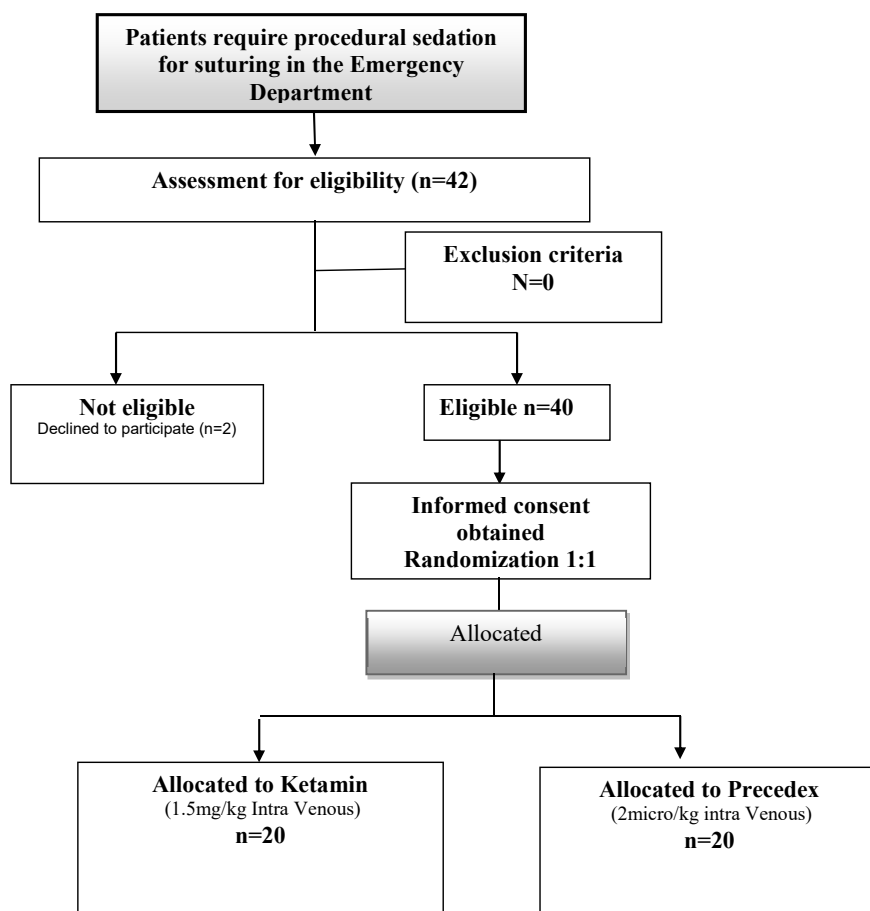 Patients require procedural sedation
for suturing in the Emergency
Department
Assessment for eligibility (n=42)
Exclusion criteria
N=0
Not eligible
Declined to participate (n=2)
Eligible n=40
Informed consent
obtained
Randomization 1:1
Allocated
Allocated to Ketamin
(1.5mg/kg Intra Venous)
n=20
Allocated to Precedex
(2micro/kg intra Venous)
n=20